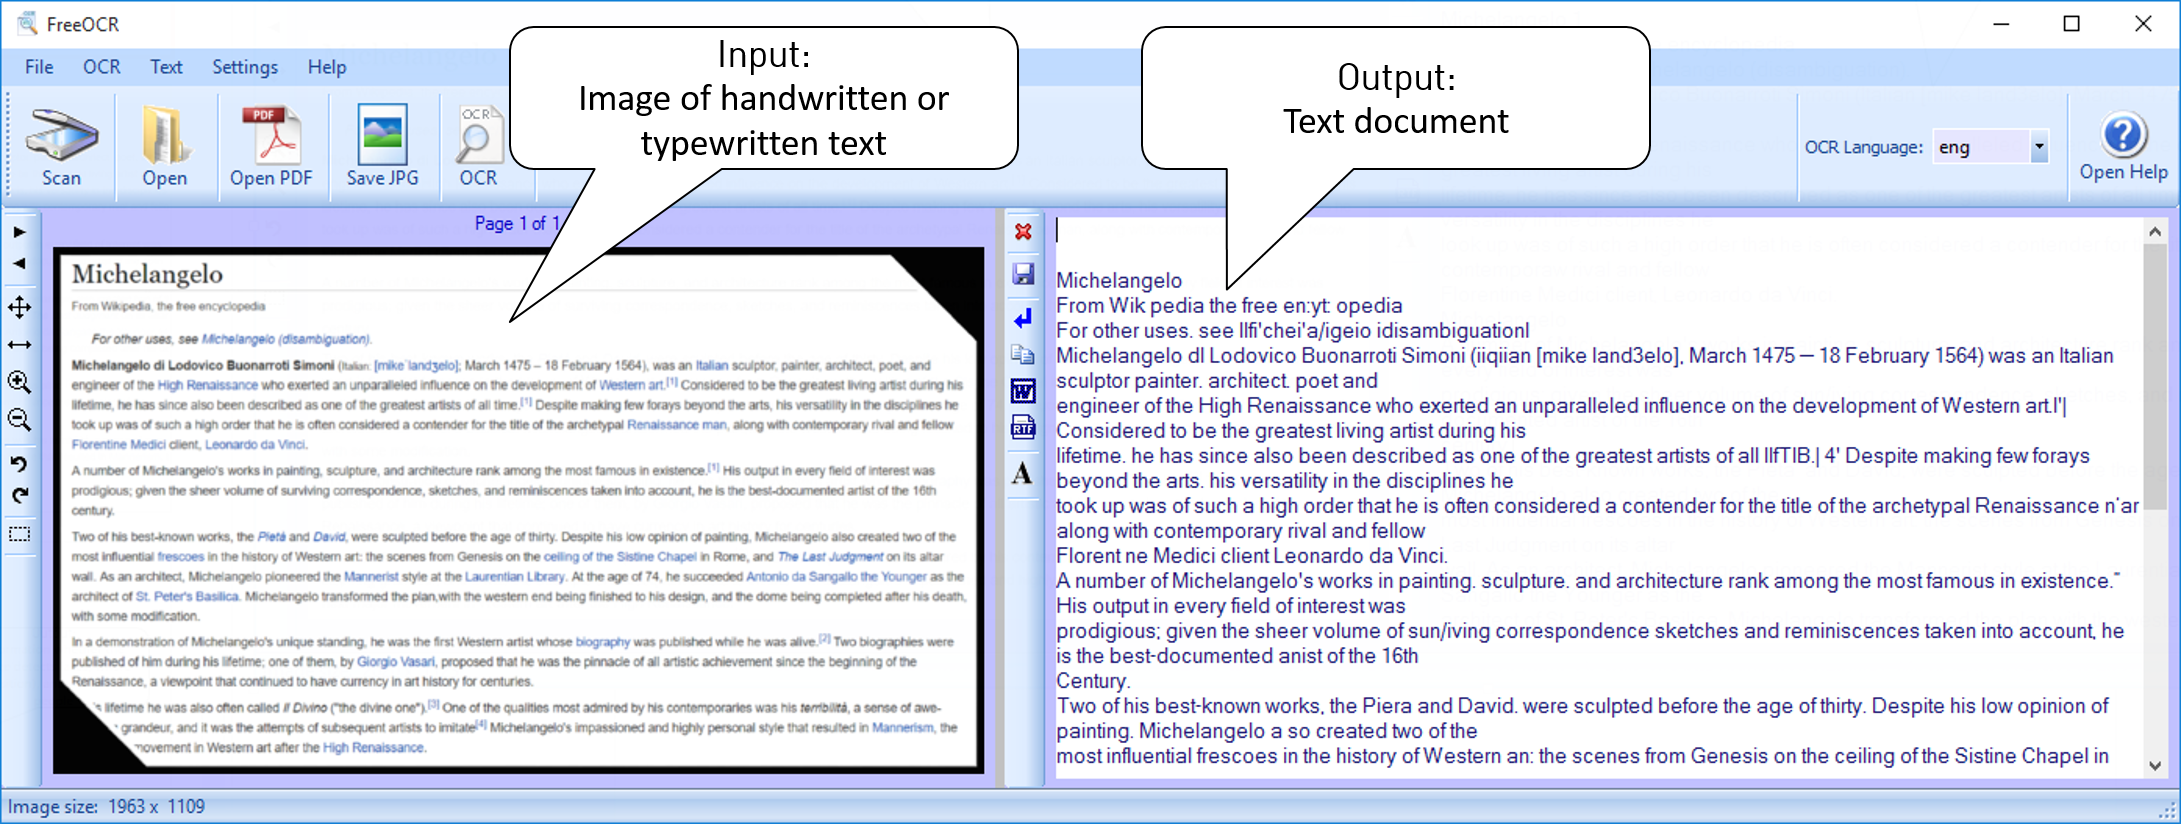 FreeOCR
File OCR Text Settings Help
Scan
Open
Open PDF
Save JPG
OCR
OCR
Input:
Image of handwritten or
typewritten text
Output:
Text document
OCR Language: eng
Open Help
Page 1 of 1
Michelangelo
From Wikipedia, the free encyclopedia
For other uses, see Michelangelo (disambiguation).
Michelangelo di Lodovico Buonarroti Simoni (Italian: [mikeˈlandʒelo]; March 1475 – 18 February 1564), was an Italian sculptor, painter, architect, poet, and
engineer of the High Renaissance who exerted an unparalleled influence on the development of Western art.[1] Considered to be the greatest living artist during his
lifetime, he has since also been described as one of the greatest artists of all time.[1] Despite making few forays beyond the arts, his versatility in the disciplines he
took up was of such a high order that he is often considered a contender for the title of the archetypal Renaissance man, along with contemporary rival and fellow
Florentine Medici client, Leonardo da Vinci.
A number of Michelangelo's works in painting, sculpture, and architecture rank among the most famous in existence.[1] His output in every field of interest was
prodigious; given the sheer volume of surviving correspondence, sketches, and reminiscences taken into account, he is the best-documented artist of the 16th
century.
Two of his best-known works, the Pietà and David, were sculpted before the age of thirty. Despite his low opinion of painting, Michelangelo also created two of the
most influential frescoes in the history of Western art: the scenes from Genesis on the ceiling of the Sistine Chapel in Rome, and The Last Judgment on its altar
wall. As an architect, Michelangelo pioneered the Mannerist style at the Laurentian Library. At the age of 74, he succeeded Antonio da Sangallo the Younger as the
architect of St. Peter's Basilica. Michelangelo transformed the plan,with the western end being finished to his design, and the dome being completed after his death,
with some modification.
In a demonstration of Michelangelo's unique standing, he was the first Western artist whose biography was published while he was alive.[2] Two biographies were
published of him during his lifetime; one of them, by Giorgio Vasari, proposed that he was the pinnacle of all artistic achievement since the beginning of the
Renaissance, a viewpoint that continued to have currency in art history for centuries.
lifetime he was also often called Il Divino ("the divine one").[3] One of the qualities most admired by his contemporaries was his terribilità, a sense of awe-
grandeur, and it was the attempts of subsequent artists to imitate[4] Michelangelo's impassioned and highly personal style that resulted in Mannerism, the
movement in Western art after the High Renaissance.
Michelangelo
From Wik pedia the free en:yt: opedia
For other uses. see llfi'chei'a/igeio idisambiguationl
Michelangelo dl Lodovico Buonarroti Simoni (iiqiian [mike land3elo], March 1475 – 18 February 1564) was an Italian
sculptor painter. architect. poet and
engineer of the High Renaissance who exerted an unparalleled influence on the development of Western art.l'|
Considered to be the greatest living artist during his
lifetime. he has since also been described as one of the greatest artists of all llfTIB.| 4' Despite making few forays
beyond the arts. his versatility in the disciplines he
took up was of such a high order that he is often considered a contender for the title of the archetypal Renaissance n'ar
along with contemporary rival and fellow
Florent ne Medici client Leonardo da Vinci.
A number of Michelangelo's works in painting. sculpture. and architecture rank among the most famous in existence."
His output in every field of interest was
prodigious; given the sheer volume of sun/iving correspondence sketches and reminiscences taken into account, he
is the best-documented anist of the 16th
Century.
Two of his best-known works, the Piera and David. were sculpted before the age of thirty. Despite his low opinion of
painting. Michelangelo a so created two of the
most influential frescoes in the history of Western an: the scenes from Genesis on the ceiling of the Sistine Chapel in
Image size: 1963 x 1109